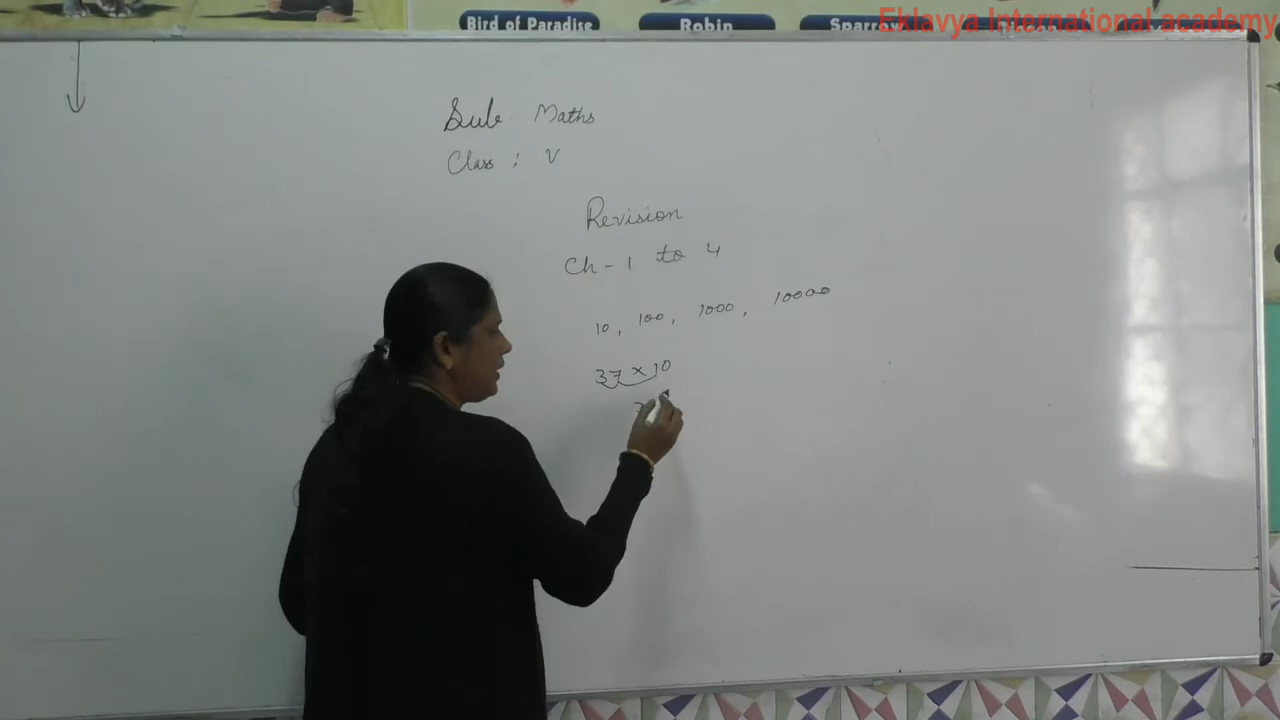 Bird of Paradise Robin Sparrow
Eklavya International academy
Sub Maths
Class : V
Revision
Ch - 1 to 4
10, 100, 1000, 10000
37 × 10